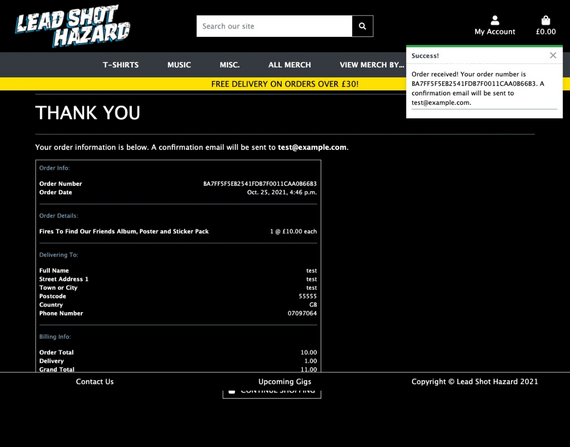 LEAD SHOT
HAZARD
Search our site
My Account
£0.00
T-SHIRTS
MUSIC
MISC.
ALL MERCH
VIEW MERCH BY...
FREE DELIVERY ON ORDERS OVER £30!
Success!
Order received! Your order number is
BA7FF5F5EB2541FDB7F0011CAA0B66B3. A
confirmation email will be sent to
test@example.com.
THANK YOU
Your order information is below. A confirmation email will be sent to test@example.com.
Order Info:
Order Number BA7FF5F5EB2541FDB7F0011CAA0B66B3
Order Date Oct. 25, 2021, 4:46 p.m.
Order Details:
Fires To Find Our Friends Album, Poster and Sticker Pack 1 @ £10.00 each
Delivering To:
Full Name test
Street Address 1 test
Town or City test
Postcode 55555
Country GB
Phone Number 07097064
Billing Info:
Order Total 10.00
Delivery 1.00
Grand Total 11.00
Contact Us
Upcoming Gigs
Copyright © Lead Shot Hazard 2021
CONTINUE SHOPPING